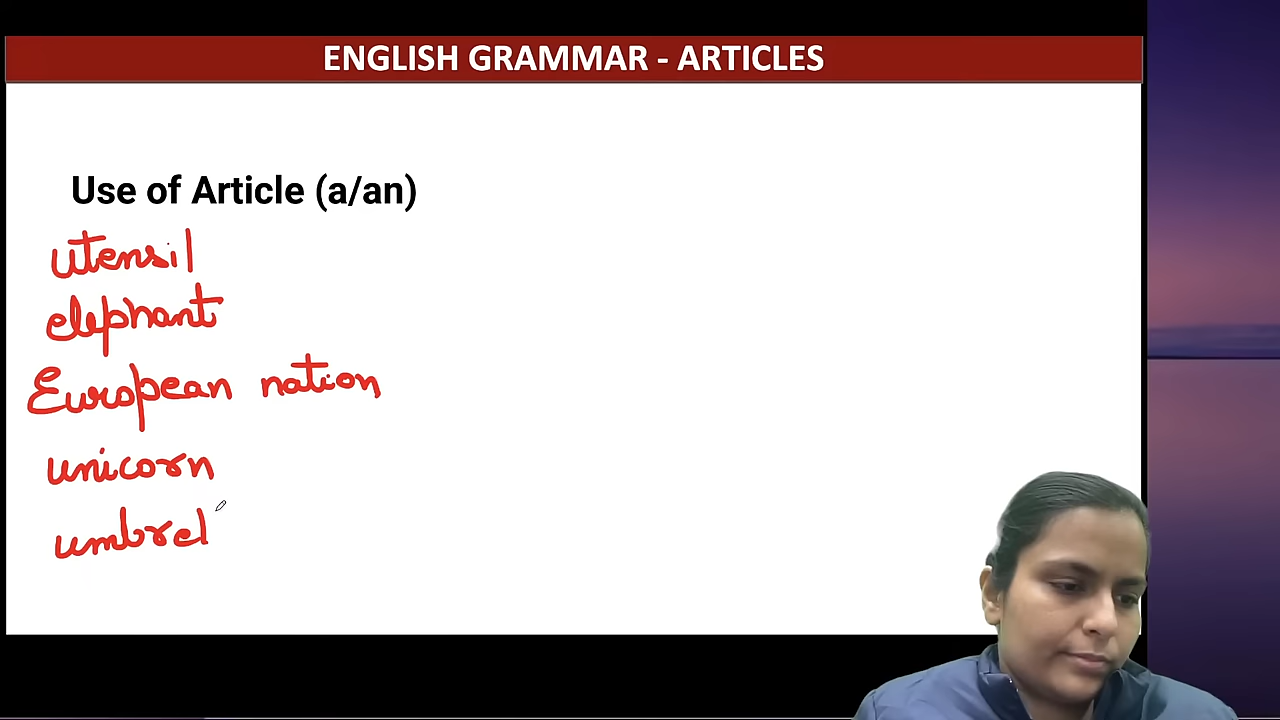 ENGLISH GRAMMAR - ARTICLES
Use of Article (a/an)
utensil
elephant
European nation
unicorn
umbrel